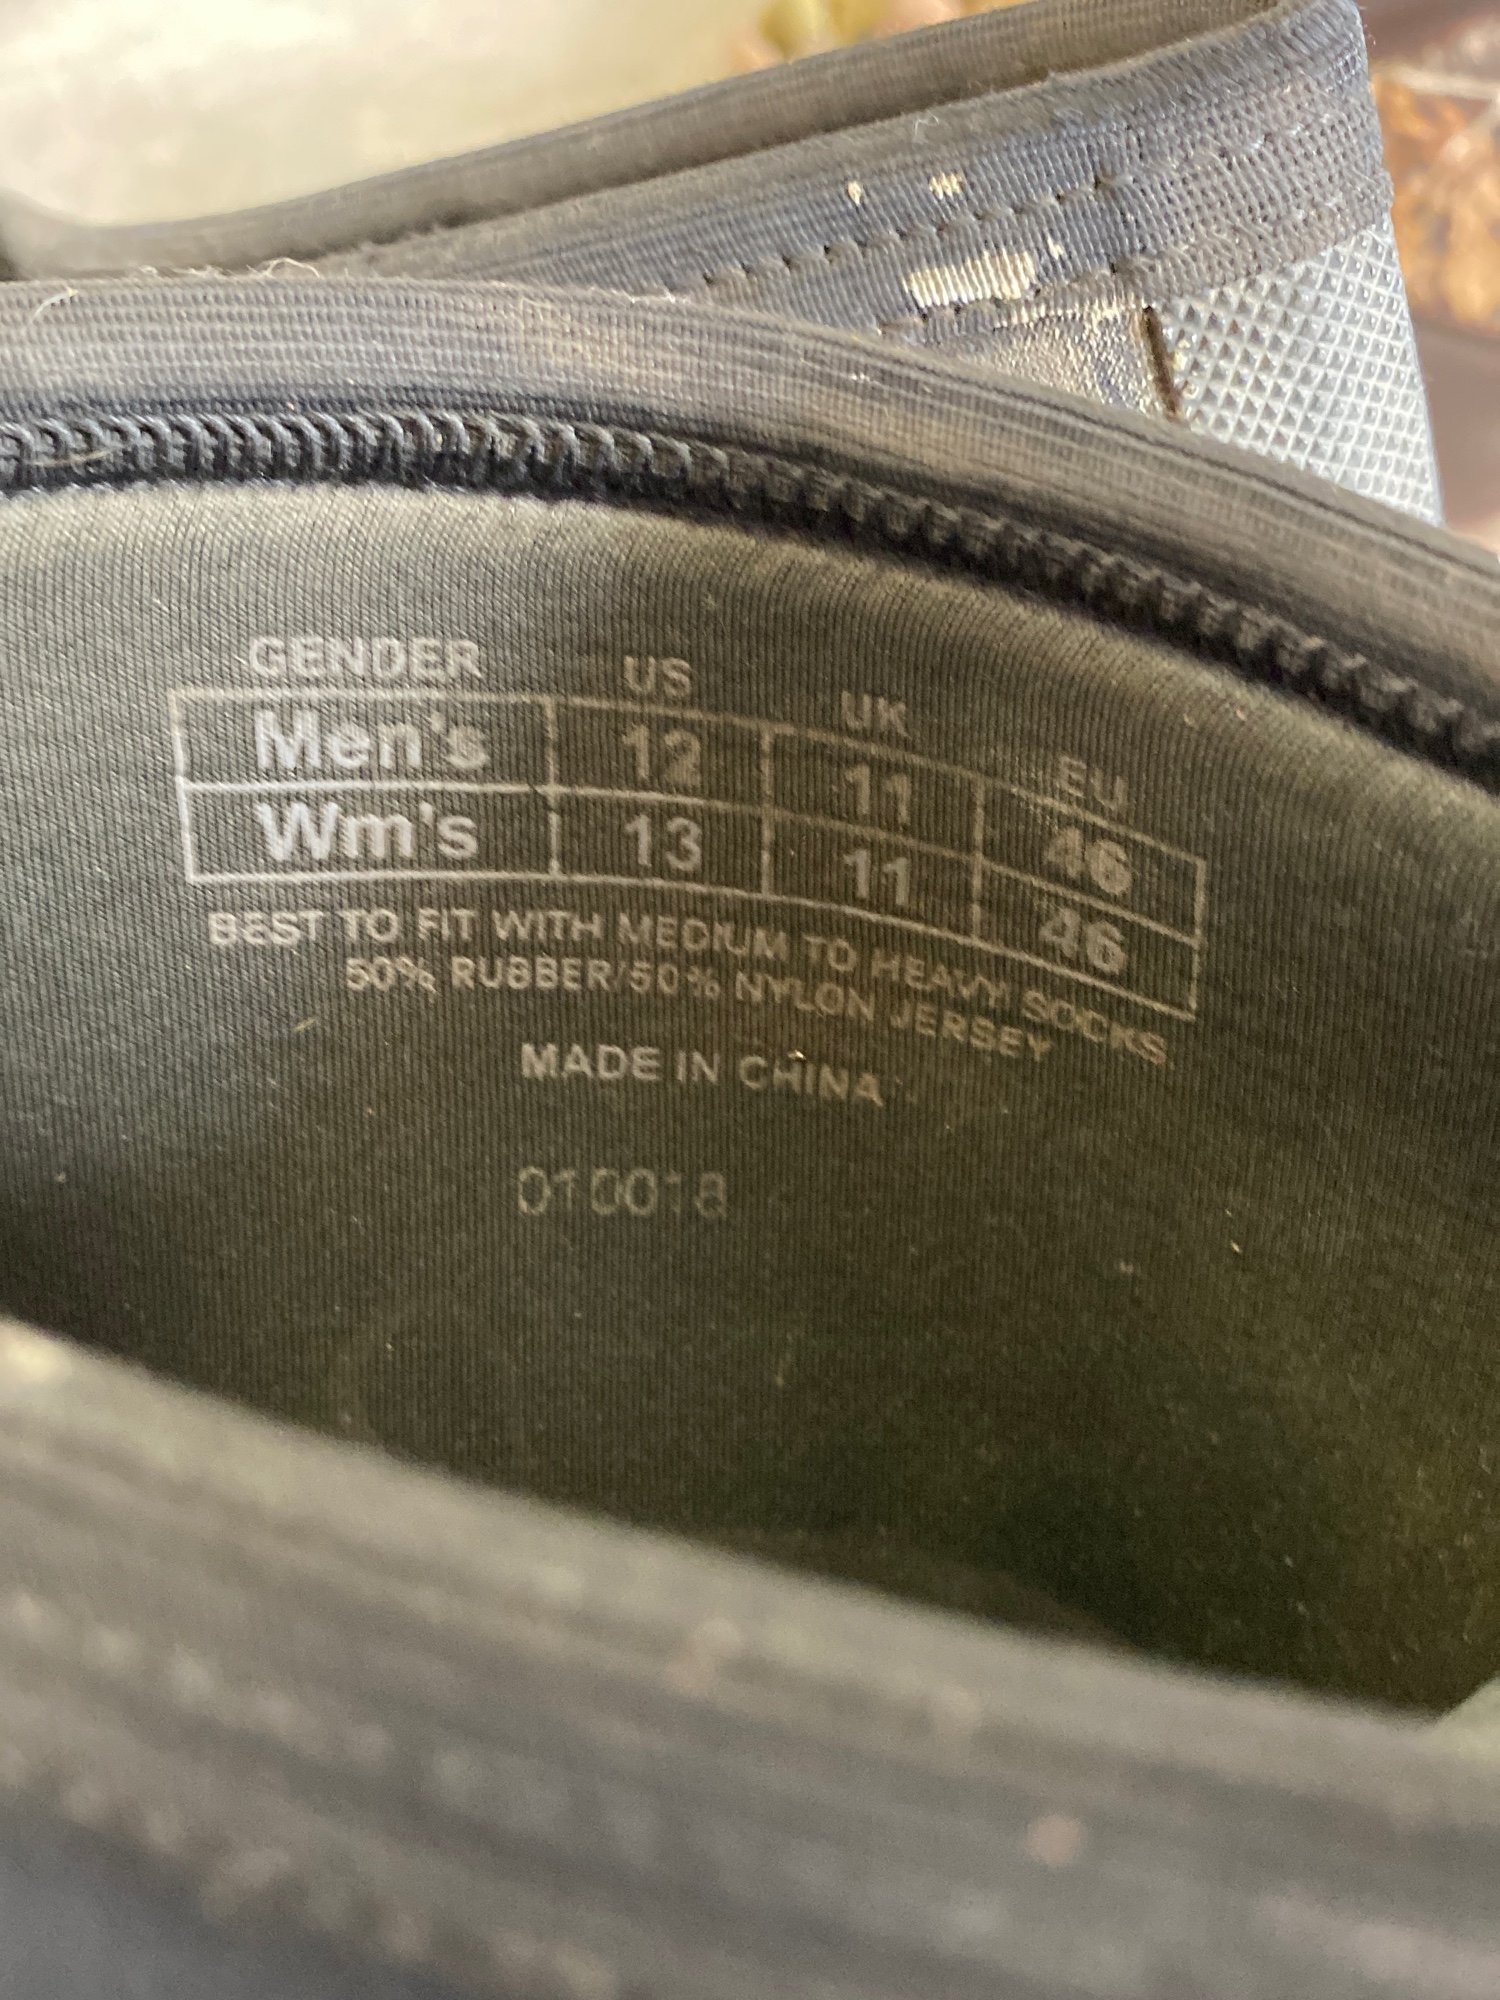 GENDER US UK EU
Men's 12 11 46
Wm's 13 11 46
BEST TO FIT WITH MEDIUM TO HEAVY SOCKS
50% RUBBER/50% NYLON JERSEY
MADE IN CHINA
010018